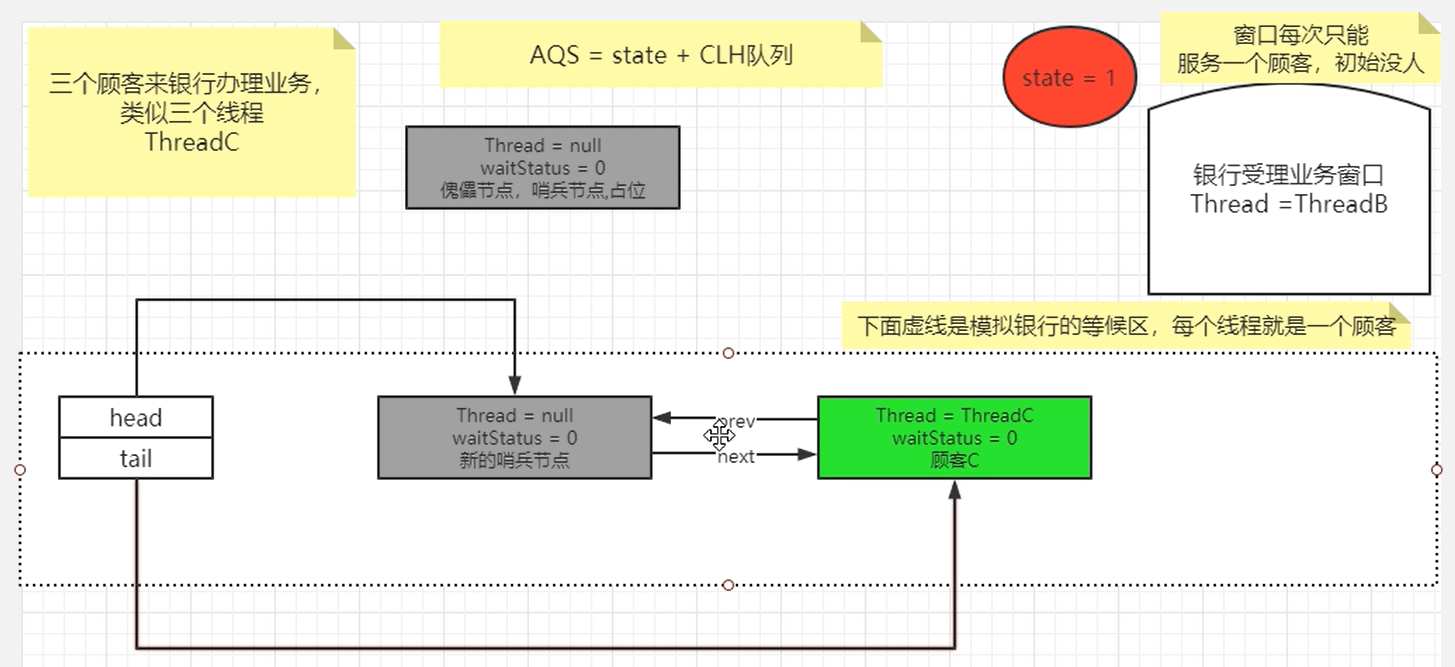 三个顾客来银行办理业务，
类似三个线程
ThreadC
AQS = state + CLH队列
state = 1
窗口每次只能
服务一个顾客，初始没人
Thread = null
waitStatus = 0
傀儡节点，哨兵节点,占位
银行受理业务窗口
Thread =ThreadB
下面虚线是模拟银行的等候区，每个线程就是一个顾客
head
tail
Thread = null
waitStatus = 0
新的哨兵节点
prev
next
Thread = ThreadC
waitStatus = 0
顾客C